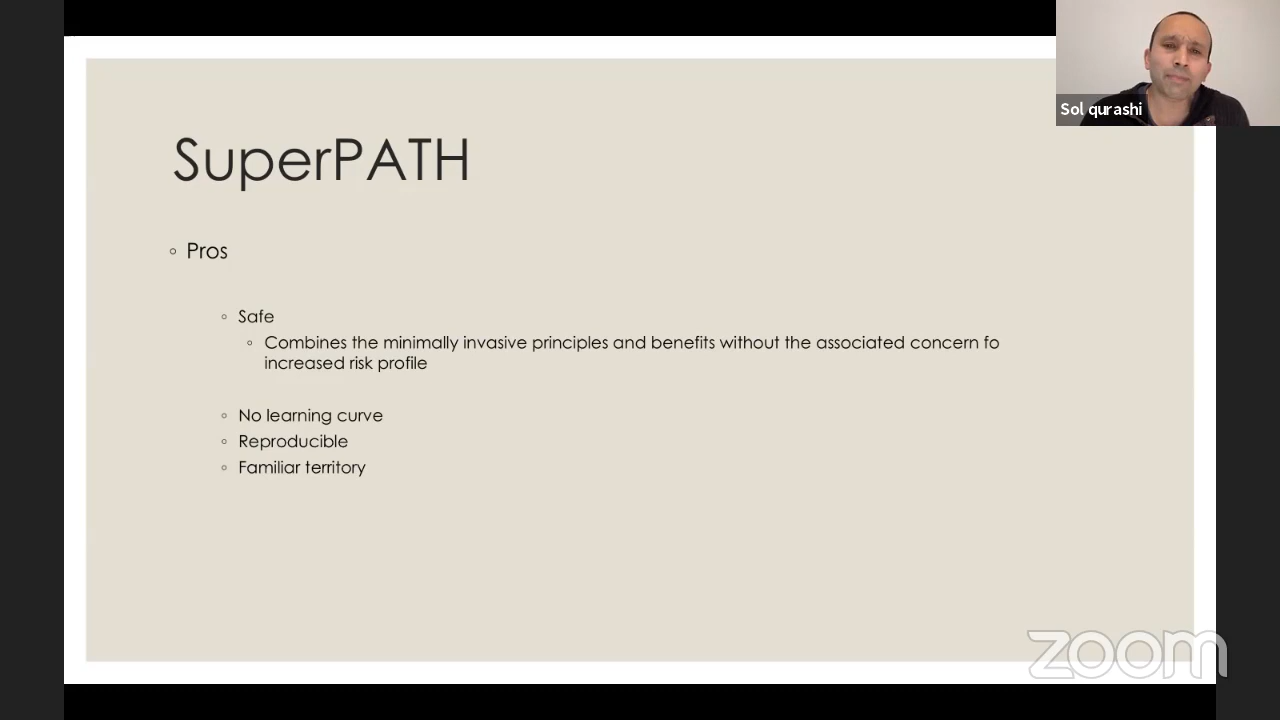 Sol qurashi
SuperPATH
◦ Pros
◦ Safe
◦ Combines the minimally invasive principles and benefits without the associated concern fo
increased risk profile
◦ No learning curve
◦ Reproducible
◦ Familiar territory
zoom